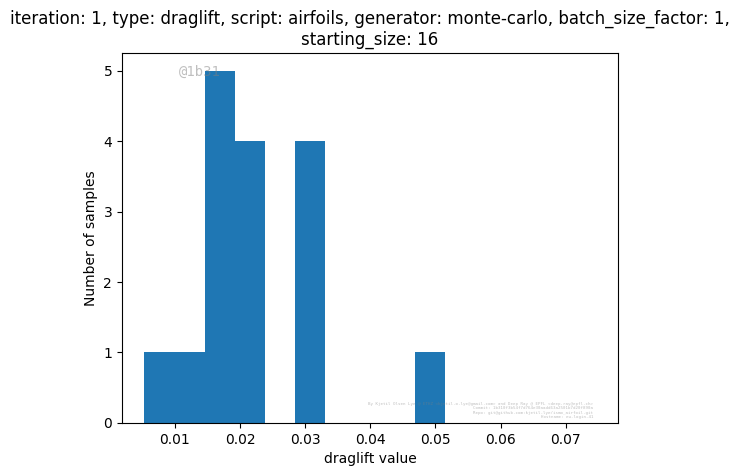 iteration: 1, type: draglift, script: airfoils, generator: monte-carlo, batch_size_factor: 1,
starting_size: 16
@1b31
5
4
3
2
1
0
Number of samples
0.01 0.02 0.03 0.04 0.05 0.06 0.07
draglift value